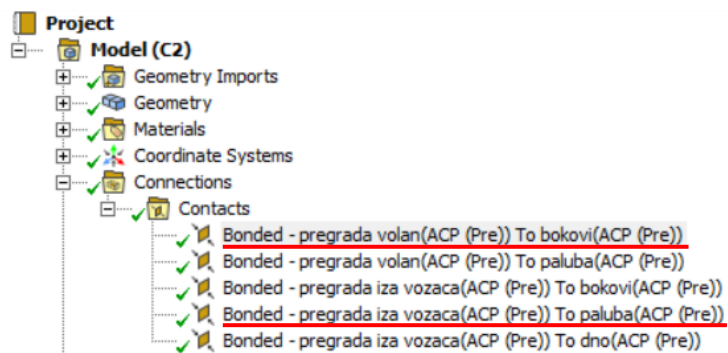 Project
Model (C2)
Geometry Imports
Geometry
Materials
Coordinate Systems
Connections
Contacts
Bonded - pregrada volan(ACP (Pre)) To bokovi(ACP (Pre))
Bonded - pregrada volan(ACP (Pre)) To paluba(ACP (Pre))
Bonded - pregrada iza vozaca(ACP (Pre)) To bokovi(ACP (Pre))
Bonded - pregrada iza vozaca(ACP (Pre)) To paluba(ACP (Pre))
Bonded - pregrada iza vozaca(ACP (Pre)) To dno(ACP (Pre))